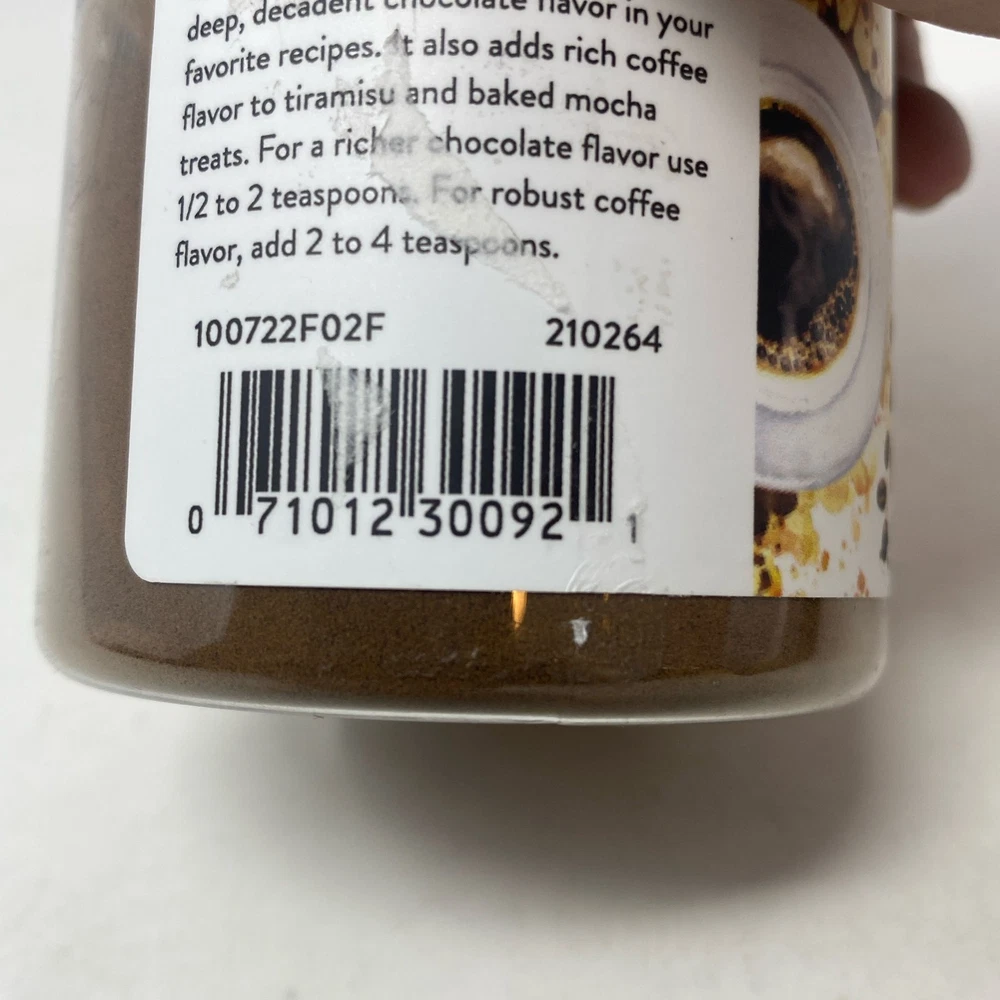 deep, decadent chocolate flavor in your
favorite recipes. It also adds rich coffee
flavor to tiramisu and baked mocha
treats. For a richer chocolate flavor use
1/2 to 2 teaspoons. For robust coffee
flavor, add 2 to 4 teaspoons.
100722F02F 210264
0 71012 30092 1